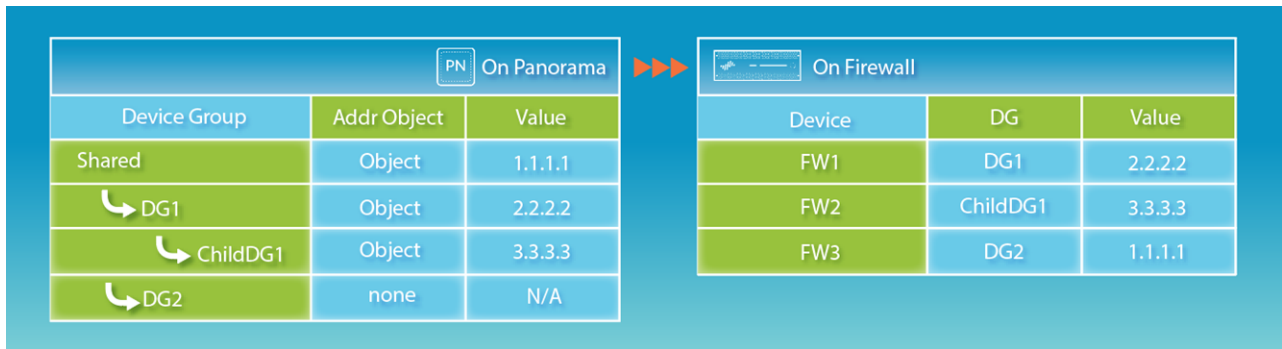 PN On Panorama
Device Group Addr Object Value
Shared Object 1.1.1.1
DG1 Object 2.2.2.2
ChildDG1 Object 3.3.3.3
DG2 none N/A
On Firewall
Device DG Value
FW1 DG1 2.2.2.2
FW2 ChildDG1 3.3.3.3
FW3 DG2 1.1.1.1